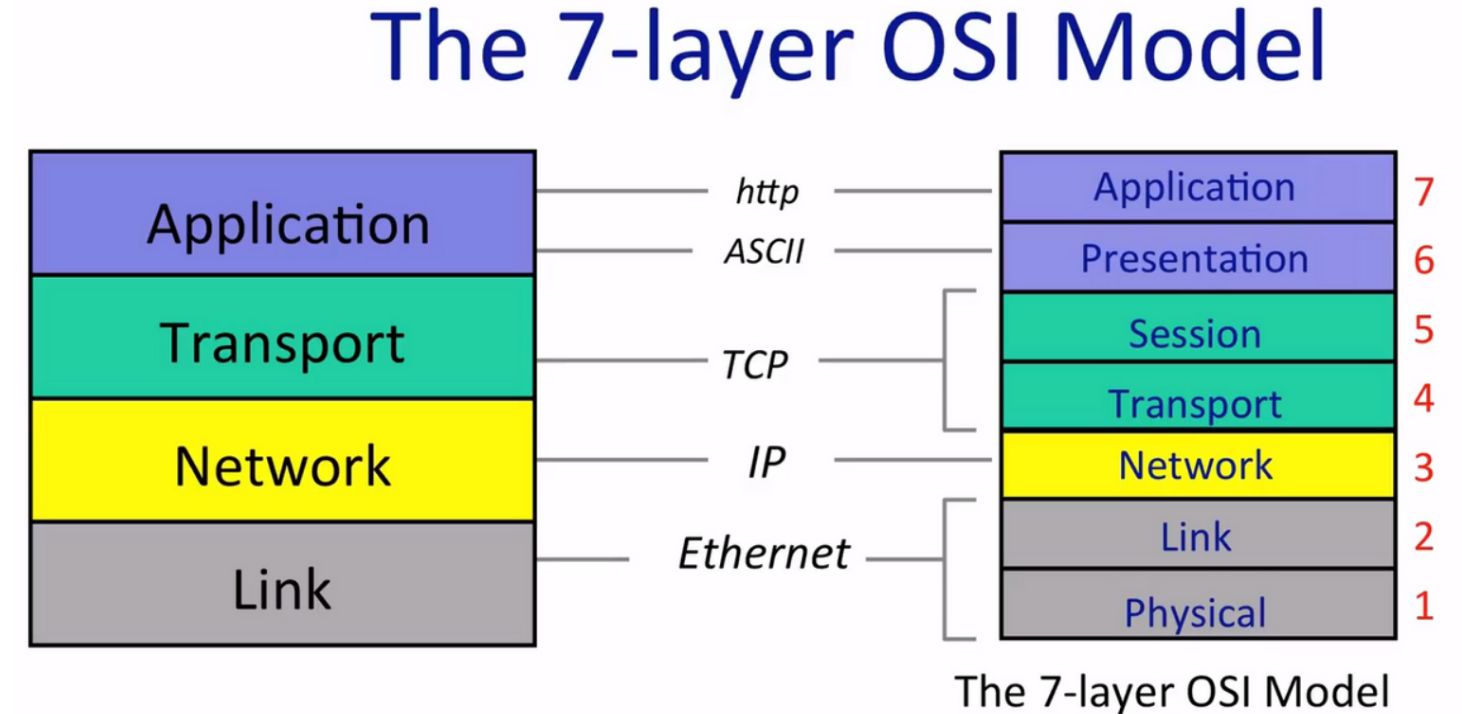 The 7-layer OSI Model
Application
Transport
Network
Link
http
ASCII
TCP
IP
Ethernet
Application 7
Presentation 6
Session 5
Transport 4
Network 3
Link 2
Physical 1
The 7-layer OSI Model